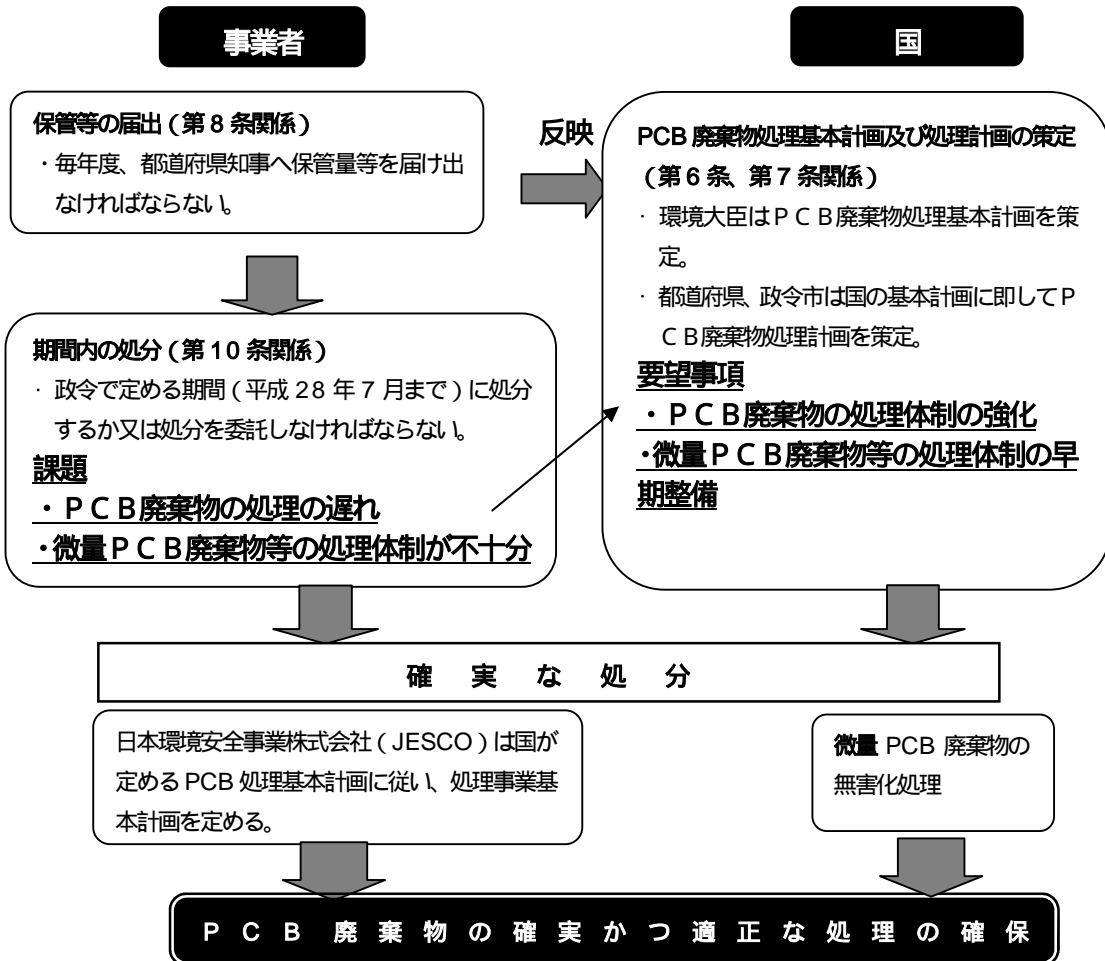 事業者
国
保管等の届出（第８条関係）
・毎年度、都道府県知事へ保管量等を届け出
なければならない。
反映
PCB 廃棄物処理基本計画及び処理計画の策定
（第６条、第７条関係）
・ 環境大臣はＰＣＢ廃棄物処理基本計画を策
定。
・ 都道府県、政令市は国の基本計画に即してＰ
ＣＢ廃棄物処理計画を策定。
要望事項
・ＰＣＢ廃棄物の処理体制の強化
・微量ＰＣＢ廃棄物等の処理体制の早
期整備
期間内の処分（第 10 条関係）
・ 政令で定める期間（平成 28 年 7 月まで）に処分
するか又は処分を委託しなければならない。
課題
・ＰＣＢ廃棄物の処理の遅れ
・微量ＰＣＢ廃棄物等の処理体制が不十分
確 実 な 処 分
日本環境安全事業株式会社（JESCO）は国が
定める PCB 処理基本計画に従い、処理事業基
本計画を定める。
微量 PCB 廃棄物の
無害化処理
Ｐ Ｃ Ｂ 廃 棄 物 の 確 実 か つ 適 正 な 処 理 の 確 保